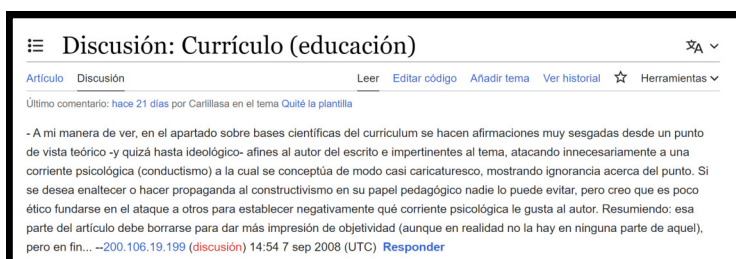 Discusión: Currículo (educación)
Artículo Discusión Leer Editar código Añadir tema Ver historial Herramientas
Último comentario: hace 21 días por Carlillasa en el tema Quité la plantilla
- A mi manera de ver, en el apartado sobre bases científicas del curriculum se hacen afirmaciones muy sesgadas desde un punto
de vista teórico -y quizá hasta ideológico- afines al autor del escrito e impertinentes al tema, atacando innecesariamente a una
corriente psicológica (conductismo) a la cual se conceptúa de modo casi caricaturesco, mostrando ignorancia acerca del punto. Si
se desea enaltecer o hacer propaganda al constructivismo en su papel pedagógico nadie lo puede evitar, pero creo que es poco
ético fundarse en el ataque a otros para establecer negativamente qué corriente psicológica le gusta al autor. Resumiendo: esa
parte del artículo debe borrarse para dar más impresión de objetividad (aunque en realidad no la hay en ninguna parte de aquel),
pero en fin... --200.106.19.199 (discusión) 14:54 7 sep 2008 (UTC) Responder